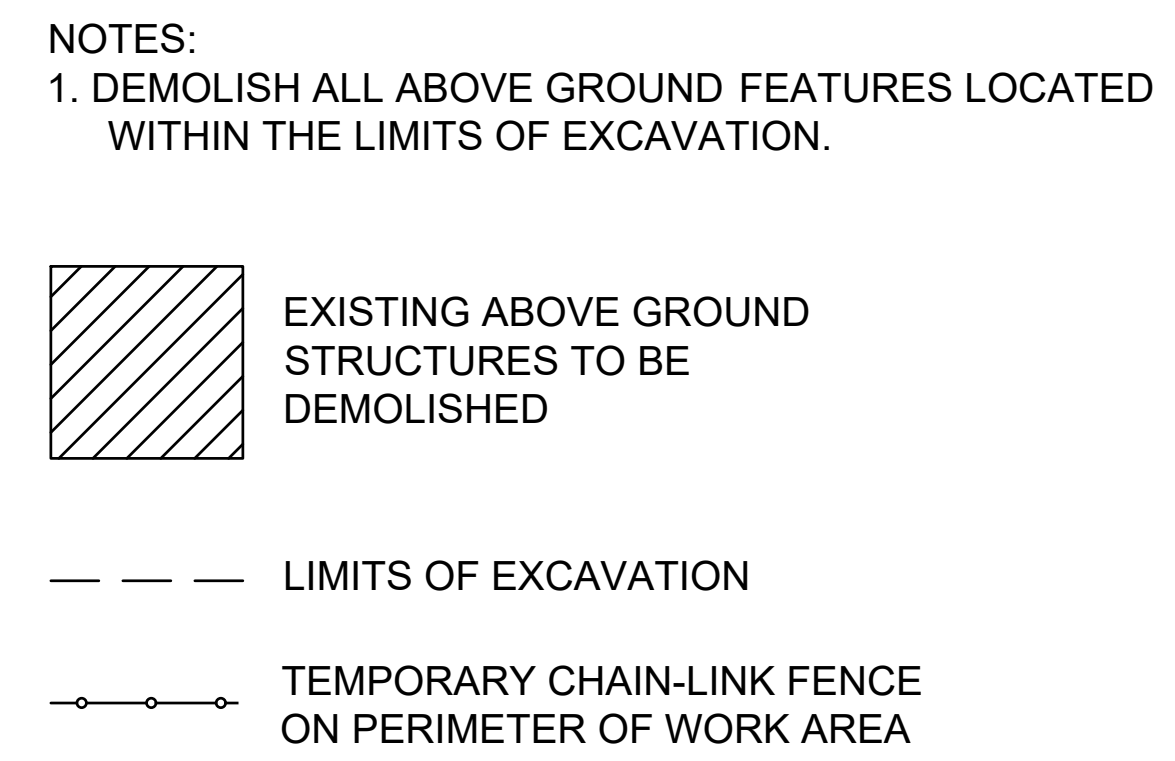 NOTES:
1. DEMOLISH ALL ABOVE GROUND FEATURES LOCATED
WITHIN THE LIMITS OF EXCAVATION.
EXISTING ABOVE GROUND
STRUCTURES TO BE
DEMOLISHED
LIMITS OF EXCAVATION
TEMPORARY CHAIN-LINK FENCE
ON PERIMETER OF WORK AREA